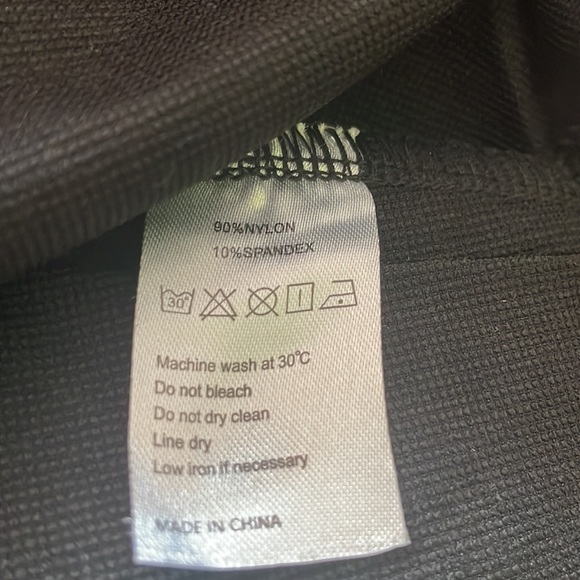 90%NYLON
10%SPANDEX
30°
Machine wash at 30℃
Do not bleach
Do not dry clean
Line dry
Low iron if necessary
MADE IN CHINA